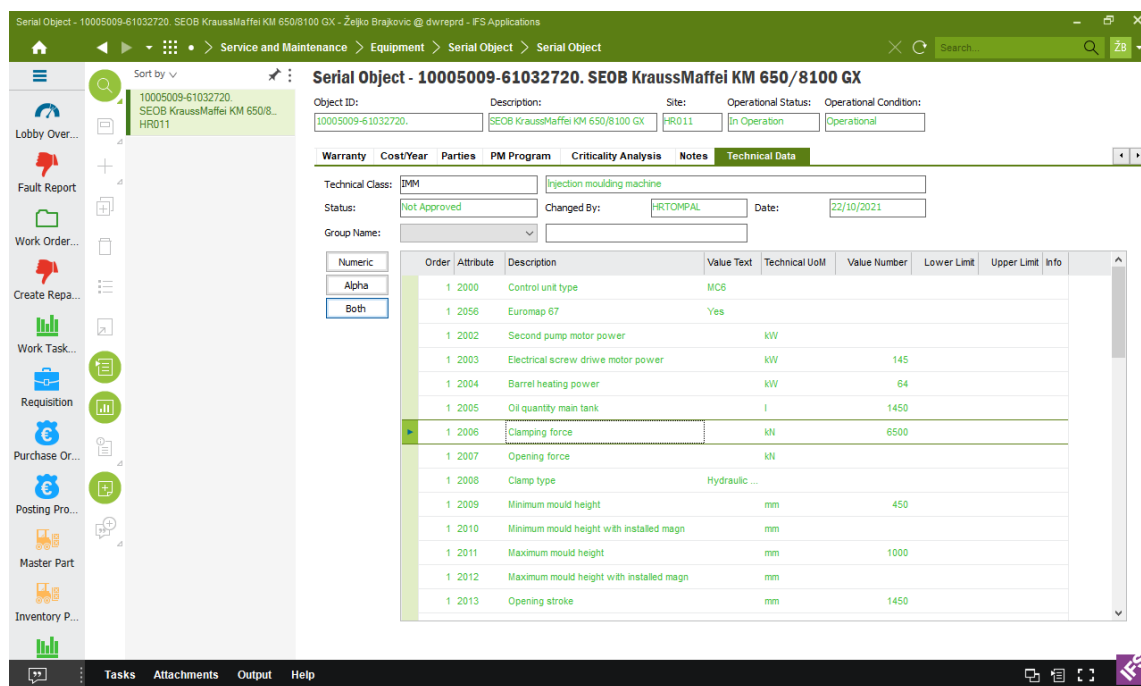 Serial Object - 10005009-61032720. SEOB KraussMaffei KM 650/8100 GX - Željko Brajkovic @ dwreprd - IFS Applications
Service and Maintenance > Equipment > Serial Object > Serial Object
Search...
ŽB
Lobby Over...
Fault Report
Work Order...
Create Repa...
Work Task...
Requisition
Purchase Or...
Posting Pro...
Master Part
Inventory P...
Sort by
10005009-61032720.
SEOB KraussMaffei KM 650/8..
HR011
Serial Object - 10005009-61032720. SEOB KraussMaffei KM 650/8100 GX
Object ID: Description: Site: Operational Status: Operational Condition:
10005009-61032720. SEOB KraussMaffei KM 650/8100 GX HR011 In Operation Operational
Warranty Cost/Year Parties PM Program Criticality Analysis Notes Technical Data
Technical Class: IMM Injection moulding machine
Status: Not Approved Changed By: HRTOMPAL Date: 22/10/2021
Group Name:
Numeric
Alpha
Both
Order Attribute Description Value Text Technical UoM Value Number Lower Limit Upper Limit Info
1 2000 Control unit type MC6
1 2056 Euromap 67 Yes
1 2002 Second pump motor power kW
1 2003 Electrical screw driwe motor power kW 145
1 2004 Barrel heating power kW 64
1 2005 Oil quantity main tank l 1450
1 2006 Clamping force kN 6500
1 2007 Opening force kN
1 2008 Clamp type Hydraulic ...
1 2009 Minimum mould height mm 450
1 2010 Minimum mould height with installed magn mm
1 2011 Maximum mould height mm 1000
1 2012 Maximum mould height with installed magn mm
1 2013 Opening stroke mm 1450
Tasks Attachments Output Help
IFS